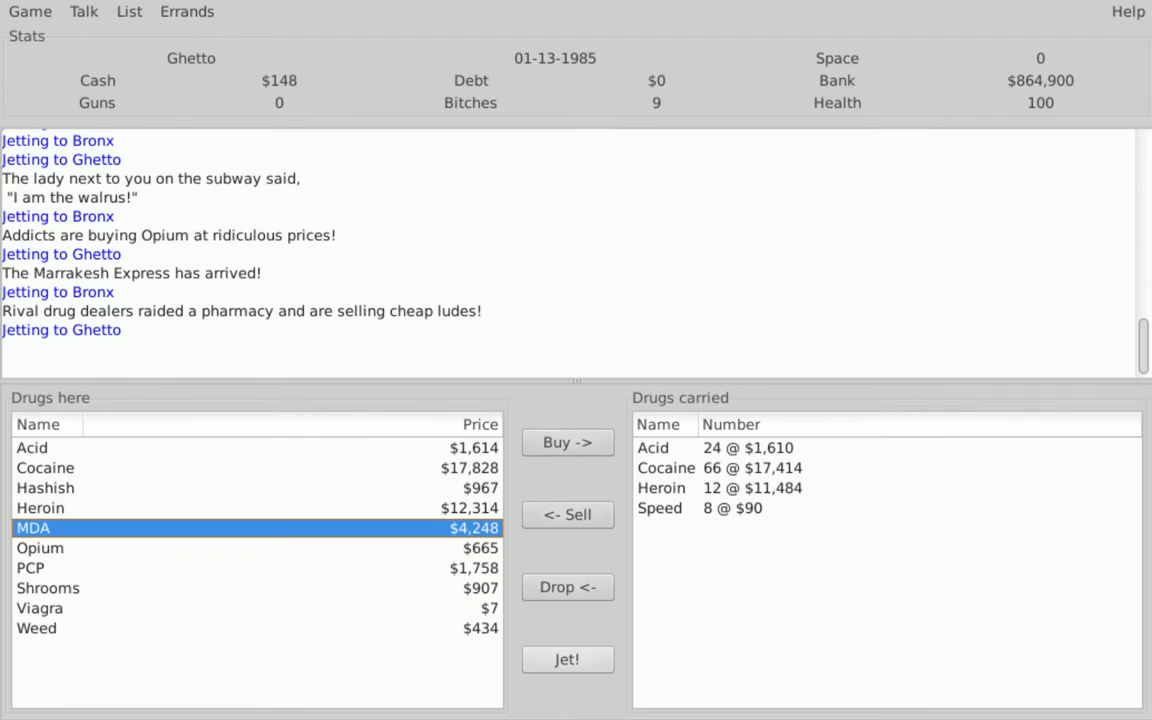 Game Talk List Errands Help
Stats
Ghetto 01-13-1985 Space 0
Cash $148 Debt $0 Bank $864,900
Guns 0 Bitches 9 Health 100
Jetting to Bronx
Jetting to Ghetto
The lady next to you on the subway said,
"I am the walrus!"
Jetting to Bronx
Addicts are buying Opium at ridiculous prices!
Jetting to Ghetto
The Marrakesh Express has arrived!
Jetting to Bronx
Rival drug dealers raided a pharmacy and are selling cheap ludes!
Jetting to Ghetto
Drugs here
Name Price
Acid $1,614
Cocaine $17,828
Hashish $967
Heroin $12,314
MDA $4,248
Opium $665
PCP $1,758
Shrooms $907
Viagra $7
Weed $434
Buy ->
<- Sell
Drop <-
Jet!
Drugs carried
Name Number
Acid 24 @ $1,610
Cocaine 66 @ $17,414
Heroin 12 @ $11,484
Speed 8 @ $90